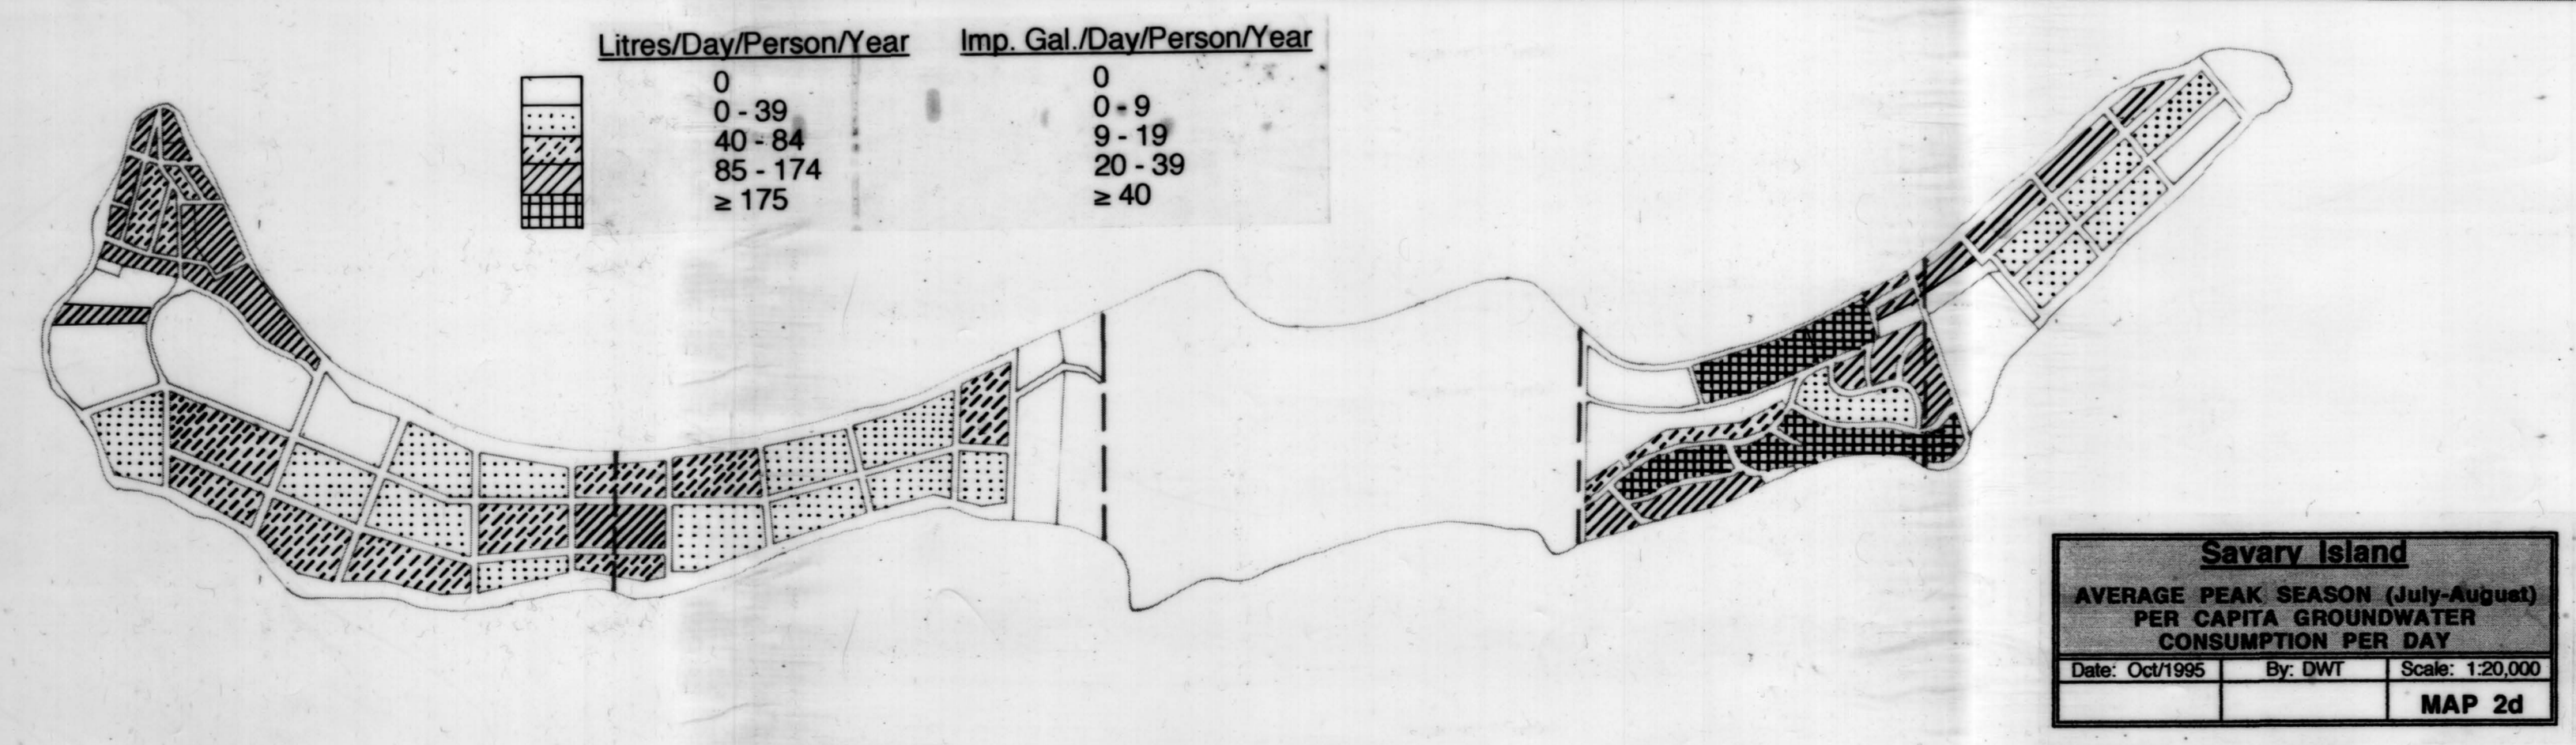 Litres/Day/Person/Year Imp. Gal./Day/Person/Year
0 0
0 - 39 0 - 9
40 - 84 9 - 19
85 - 174 20 - 39
≥ 175 ≥ 40
Savary Island
AVERAGE PEAK SEASON (July-August)
PER CAPITA GROUNDWATER
CONSUMPTION PER DAY
Date: Oct/1995 By: DWT Scale: 1:20,000
MAP 2d